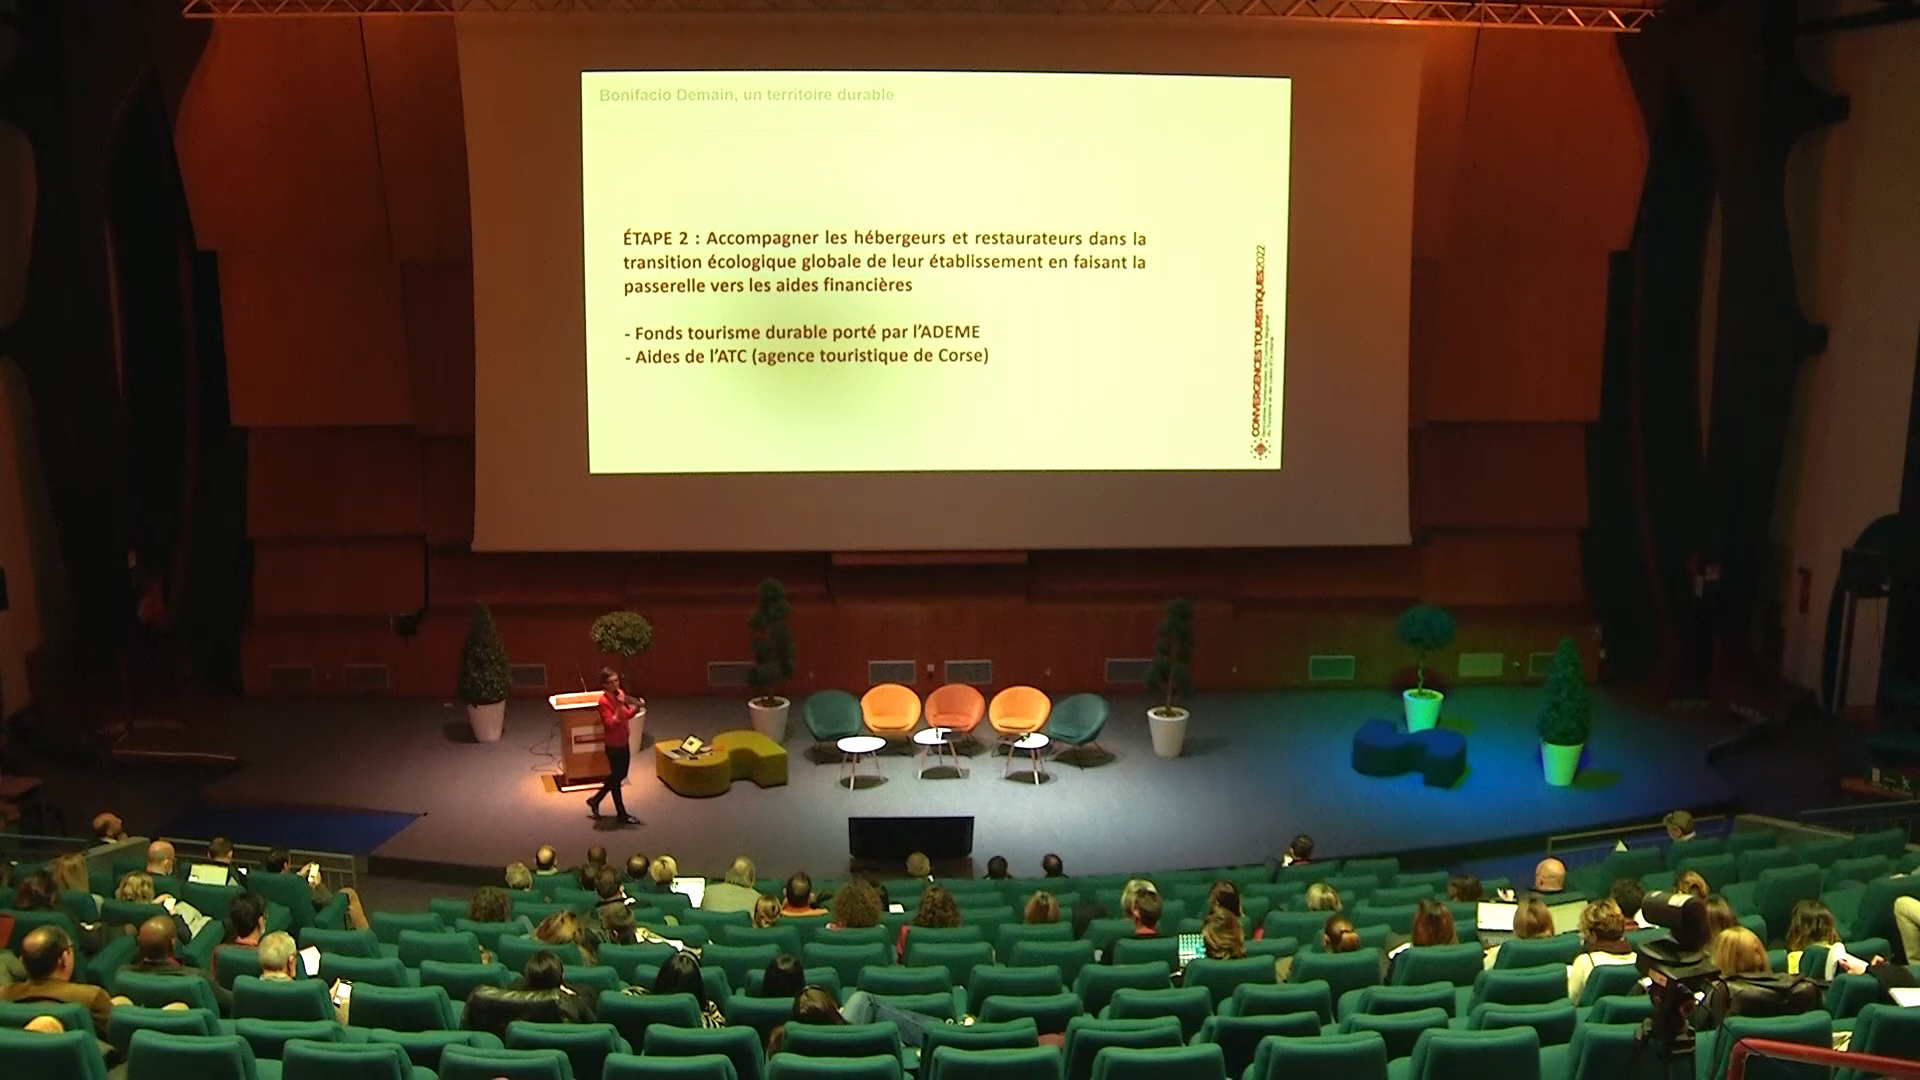 Bonifacio Demain, un territoire durable
ÉTAPE 2 : Accompagner les hébergeurs et restaurateurs dans la
transition écologique globale de leur établissement en faisant la
passerelle vers les aides financières
- Fonds tourisme durable porté par l’ADEME
- Aides de l’ATC (agence touristique de Corse)
CONVERGENCES TOURISTIQUES2022